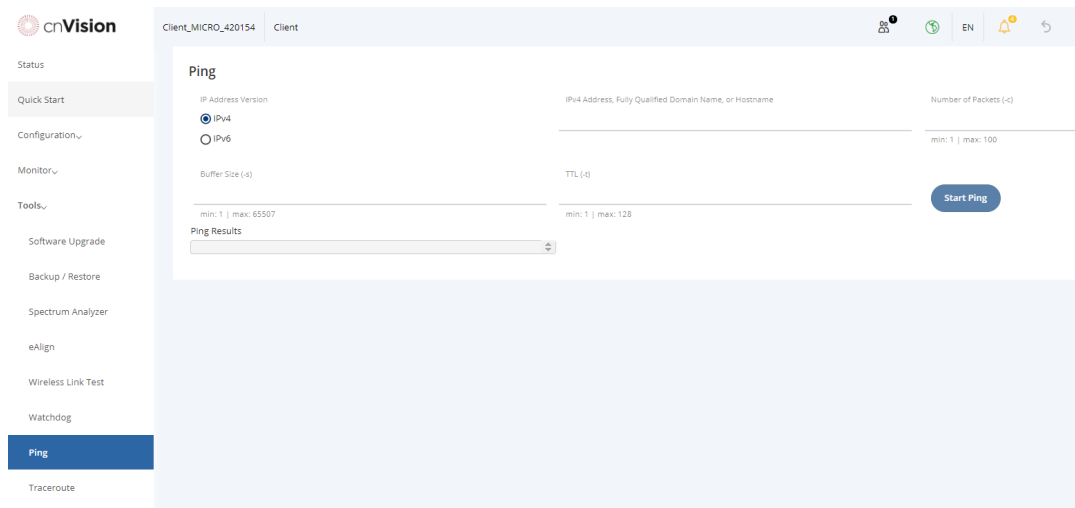 cnVision
Client_MICRO_420154 Client
1
EN
Status
Quick Start
Configuration
Monitor
Tools
Software Upgrade
Backup / Restore
Spectrum Analyzer
eAlign
Wireless Link Test
Watchdog
Ping
Traceroute
Ping
IP Address Version
IPv4
IPv6
IPv4 Address, Fully Qualified Domain Name, or Hostname
Number of Packets (-c)
min: 1 | max: 100
Buffer Size (-s)
min: 1 | max: 65507
TTL (-t)
min: 1 | max: 128
Start Ping
Ping Results